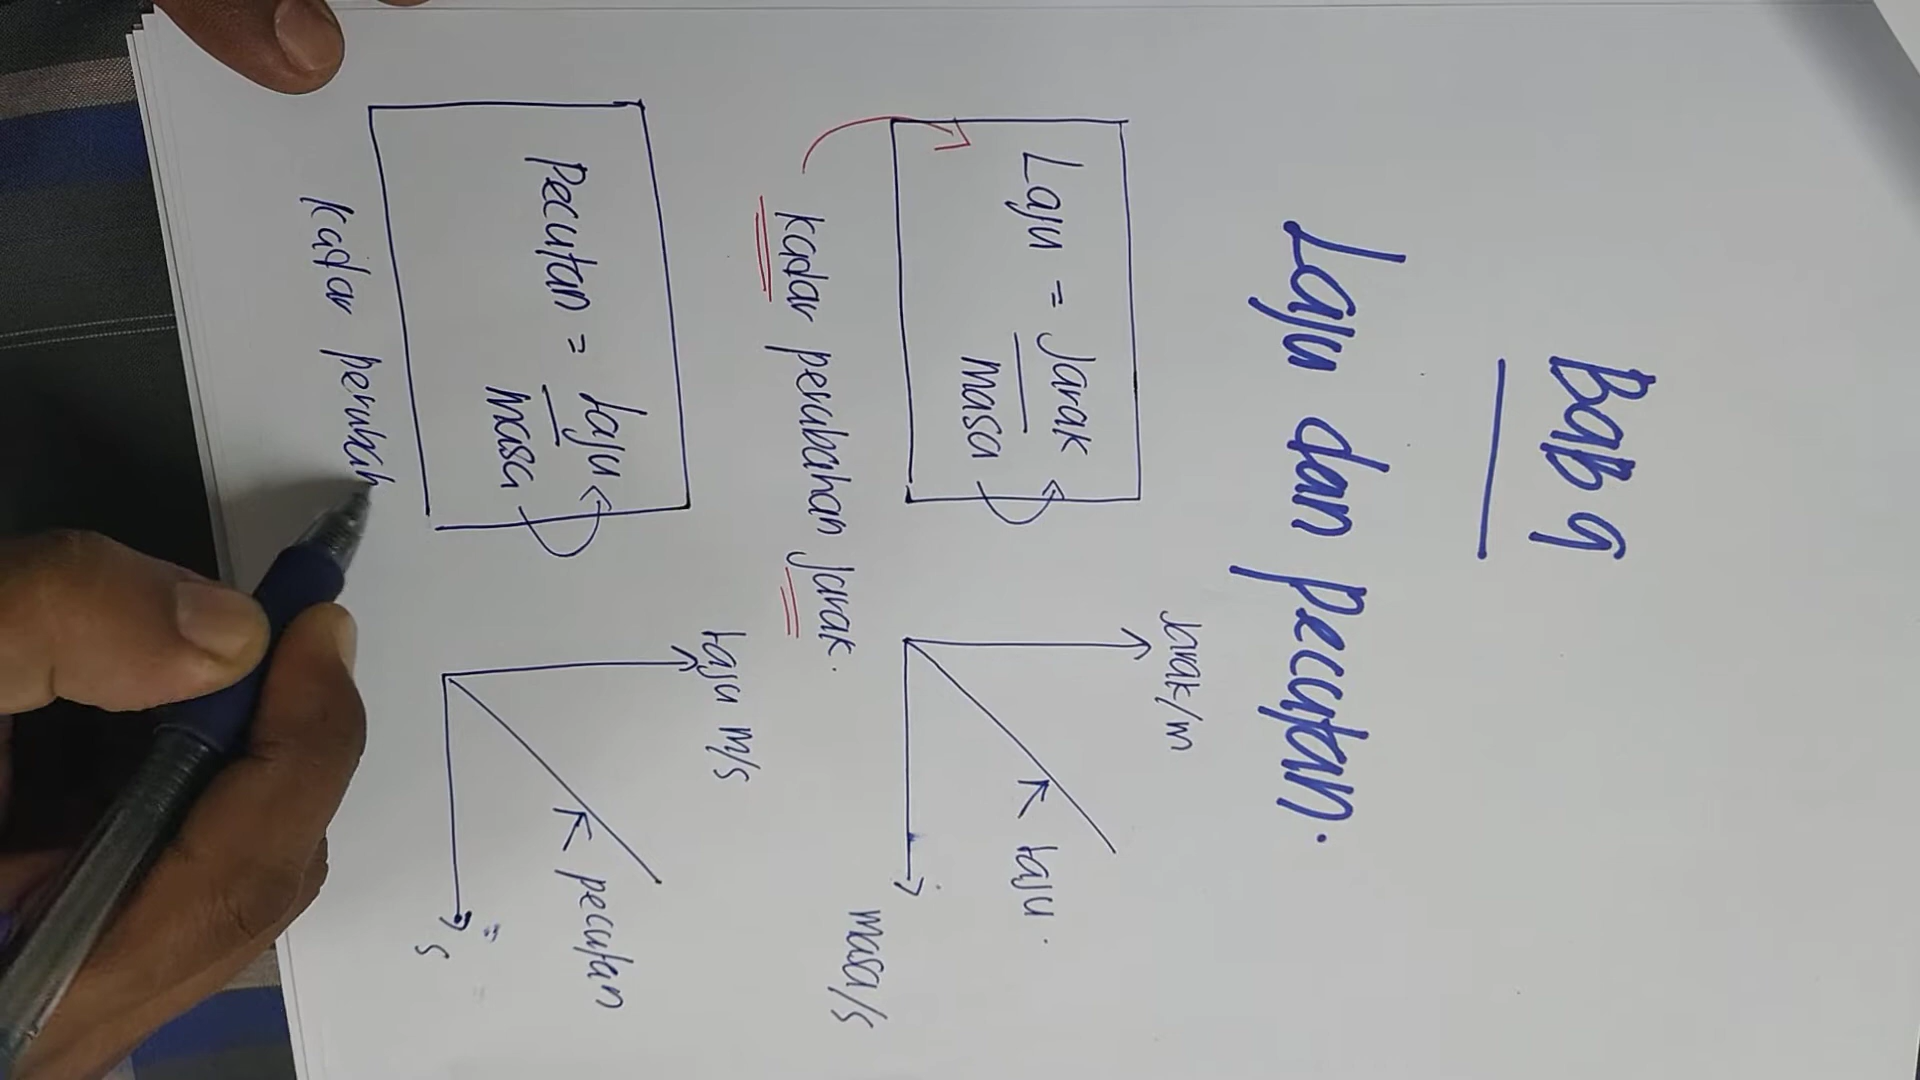 Bab 9
Laju dan Pecutan.
Laju = Jarak
masa
Jarak/m
laju.
masa/s
kadar perubahan jarak.
Pecutan = laju
masa
laju m/s
pecutan
s
kadar perubah